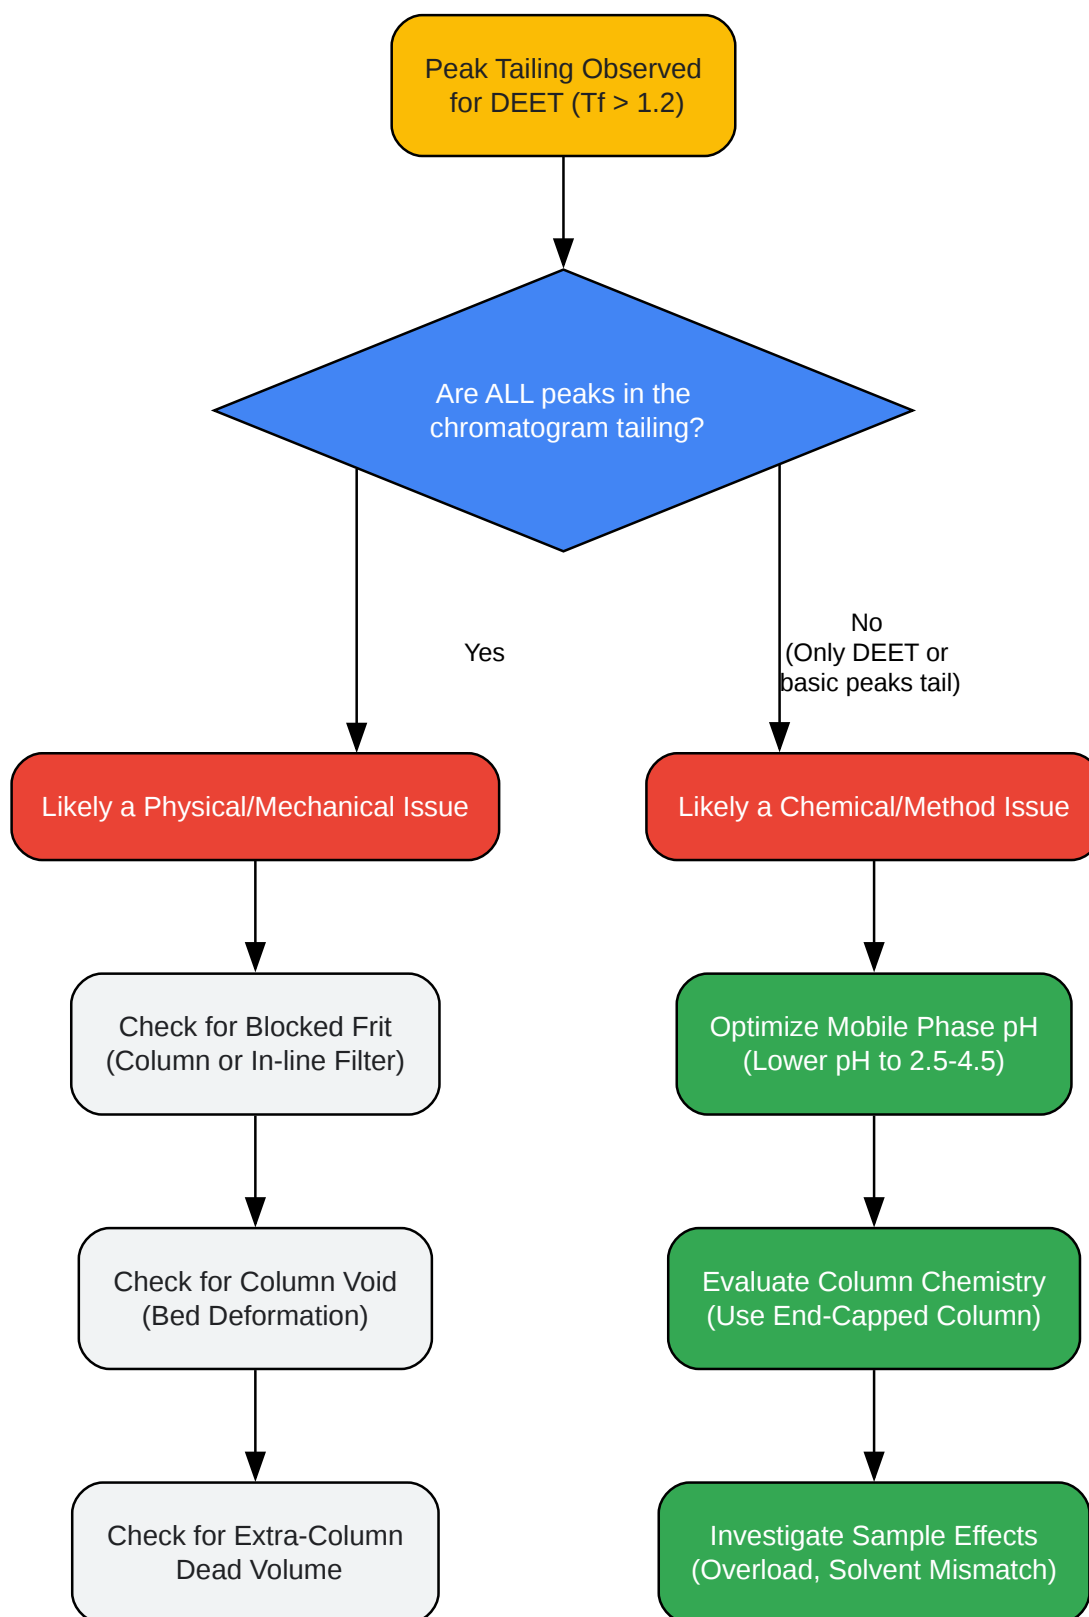 Peak Tailing Observed
for DEET (Tf > 1.2)
Are ALL peaks in the
chromatogram tailing?
Yes
No
(Only DEET or
basic peaks tail)
Likely a Physical/Mechanical Issue
Likely a Chemical/Method Issue
Check for Blocked Frit
(Column or In-line Filter)
Optimize Mobile Phase pH
(Lower pH to 2.5-4.5)
Check for Column Void
(Bed Deformation)
Evaluate Column Chemistry
(Use End-Capped Column)
Check for Extra-Column
Dead Volume
Investigate Sample Effects
(Overload, Solvent Mismatch)